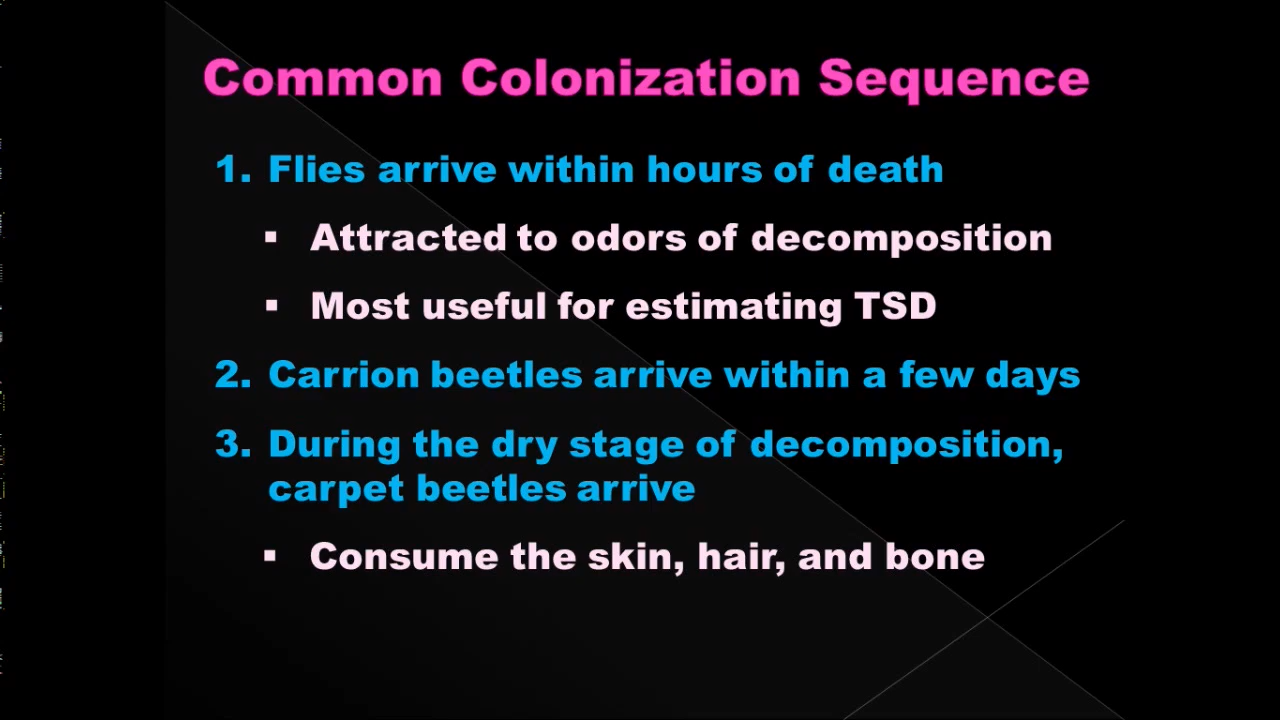 Common Colonization Sequence
1. Flies arrive within hours of death
▪ Attracted to odors of decomposition
▪ Most useful for estimating TSD
2. Carrion beetles arrive within a few days
3. During the dry stage of decomposition,
carpet beetles arrive
▪ Consume the skin, hair, and bone